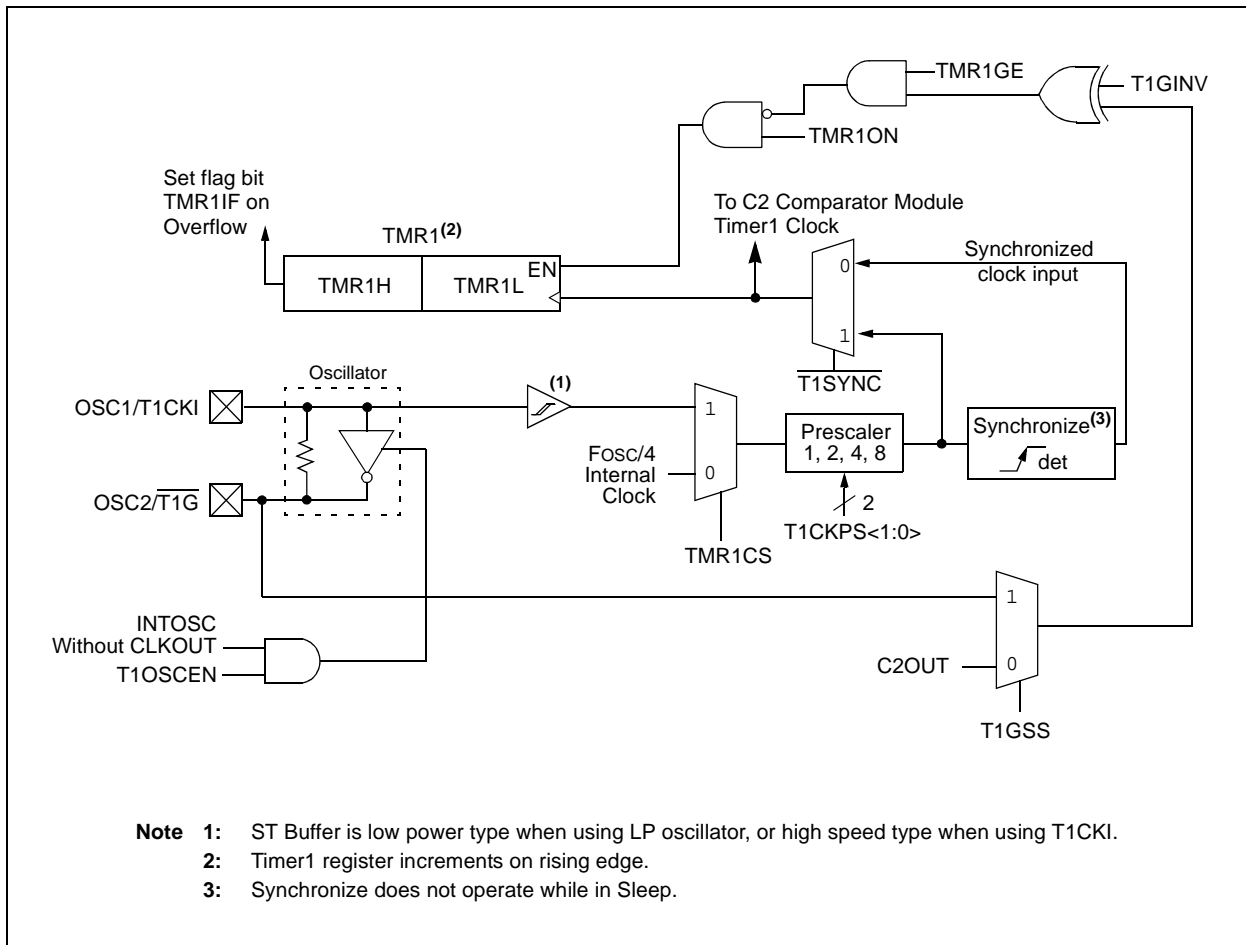 TMR1GE
T1GINV
TMR1ON
Set flag bit
TMR1IF on
Overflow
To C2 Comparator Module
Timer1 Clock
TMR1(2)
EN
TMR1H
TMR1L
0
Synchronized
clock input
1
T1SYNC
Oscillator
(1)
OSC1/T1CKI
1
FOSC/4
Internal
Clock
0
Prescaler
1, 2, 4, 8
Synchronize(3)
det
OSC2/T1G
2
T1CKPS<1:0>
TMR1CS
1
INTOSC
Without CLKOUT
T1OSCEN
C2OUT
0
T1GSS
Note 1: ST Buffer is low power type when using LP oscillator, or high speed type when using T1CKI.
2: Timer1 register increments on rising edge.
3: Synchronize does not operate while in Sleep.